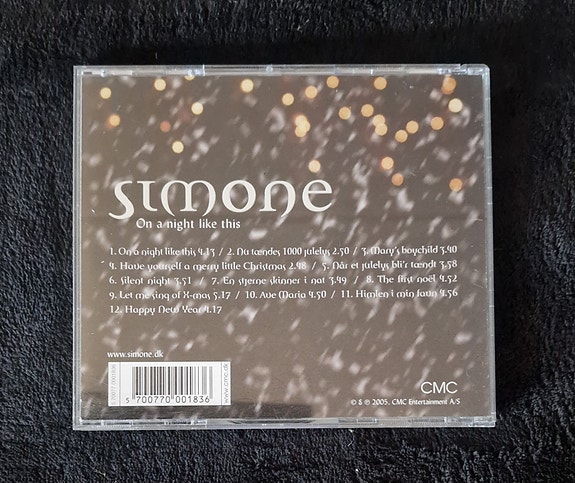 simone
On a night like this
1. On a night like this 4.13 / 2. Nu tændes 1000 julelys 2.50 / 3. Mary's boychild 3.40
4. Have yourself a merry little Christmas 2.48 / 5. Når et julelys bli'r tændt 3.58
6. Silent night 3.51 / 7. En stjerne skinner i nat 3.49 / 8. The first noël 4.52
9. Let me sing of X-mas 5.17 / 10. Ave Maria 4.50 / 11. Himlen i min favn 4.56
12. Happy New Year 4.17
www.simone.dk
5 700770 001836
www.cmc.dk
CMC
© & ℗ 2005, CMC Entertainment A/S